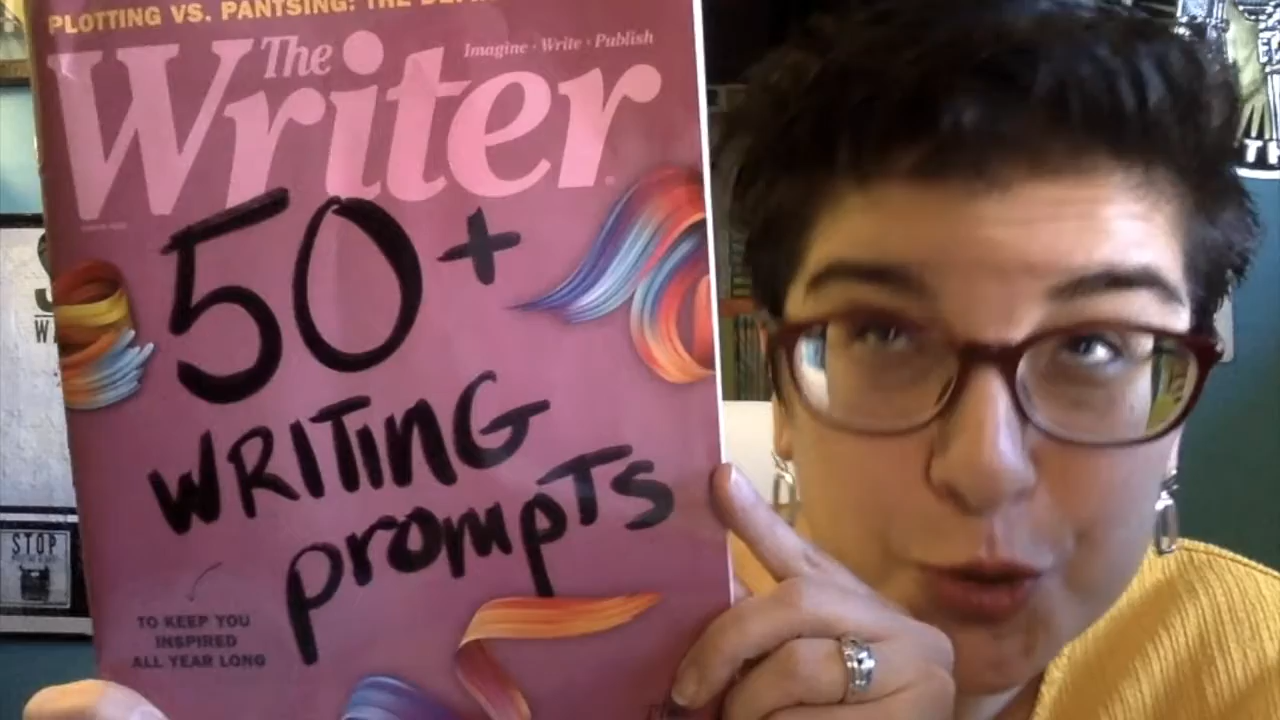 PLOTTING VS. PANTSING: THE
The
Imagine · Write · Publish
Writer
50+
WRITING
prompts
TO KEEP YOU
INSPIRED
ALL YEAR LONG
STOP
TH